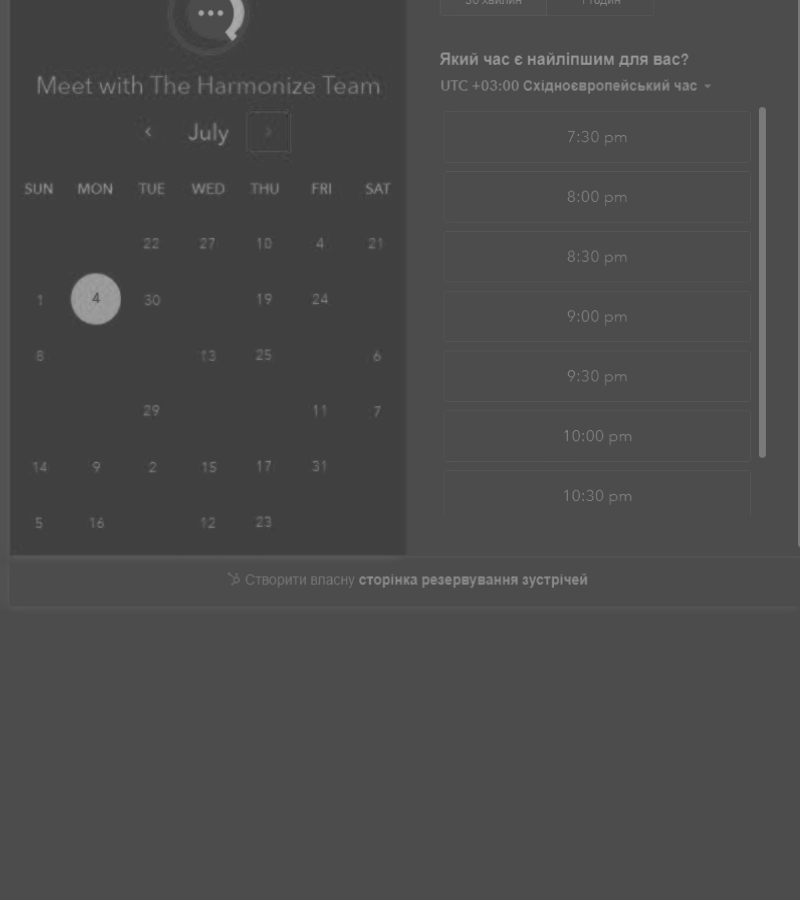 Meet with The Harmonize Team
July
SUN MON TUE WED THU FRI SAT
22 27 10 4 21
1 4 30 19 24
8 13 25 6
29 11 7
14 9 2 15 17 31
5 16 12 23
Який час є найліпшим для вас?
UTC +03:00 Східноєвропейський час
7:30 pm
8:00 pm
8:30 pm
9:00 pm
9:30 pm
10:00 pm
10:30 pm
Створити власну сторінка резервування зустрічей